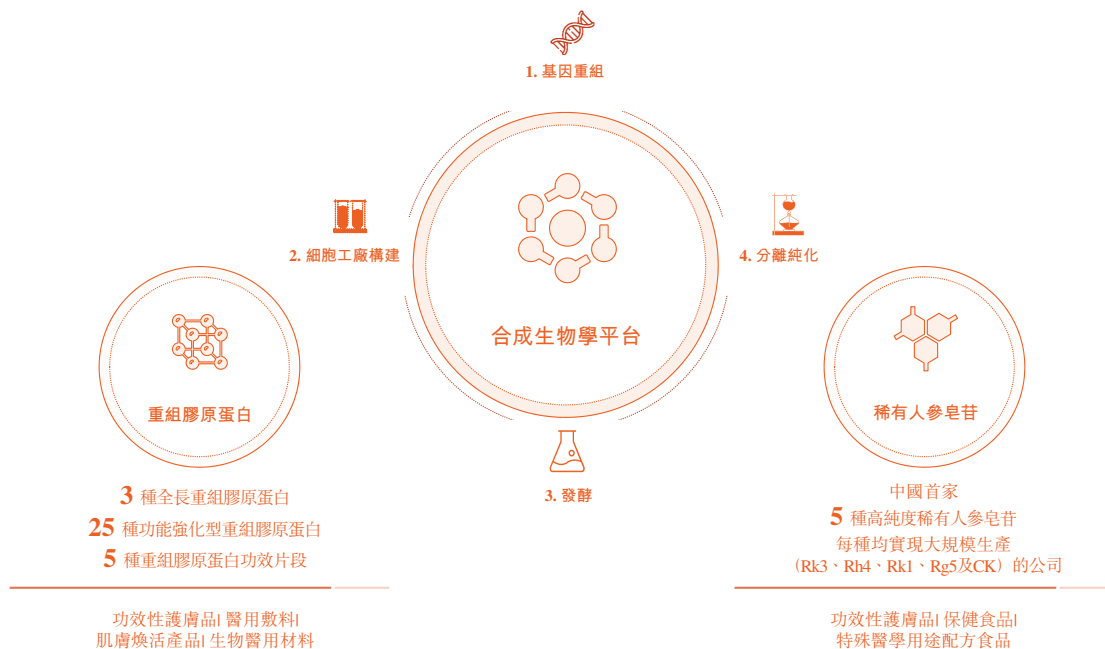 1. 基因重組
2. 細胞工廠構建
4. 分離純化
合成生物學平台
3. 發酵
重組膠原蛋白
3 種全長重組膠原蛋白
25 種功能強化型重組膠原蛋白
5 種重組膠原蛋白功效片段
功效性護膚品| 醫用敷料|
肌膚煥活產品| 生物醫用材料
稀有人參皂苷
中國首家
5 種高純度稀有人參皂苷
每種均實現大規模生產
（Rk3、Rh4、Rk1、Rg5及CK）的公司
功效性護膚品| 保健食品|
特殊醫學用途配方食品